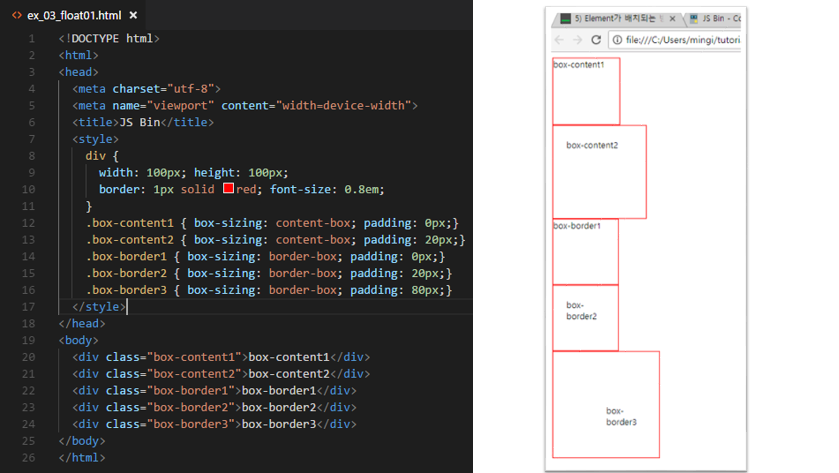 ex_03_float01.html ×
1 <!DOCTYPE html>
2 <html>
3 <head>
4 <meta charset="utf-8">
5 <meta name="viewport" content="width=device-width">
6 <title>JS Bin</title>
7 <style>
8 div {
9 width: 100px; height: 100px;
10 border: 1px solid red; font-size: 0.8em;
11 }
12 .box-content1 { box-sizing: content-box; padding: 0px;}
13 .box-content2 { box-sizing: content-box; padding: 20px;}
14 .box-border1 { box-sizing: border-box; padding: 0px;}
15 .box-border2 { box-sizing: border-box; padding: 20px;}
16 .box-border3 { box-sizing: border-box; padding: 80px;}
17 </style>
18 </head>
19 <body>
20 <div class="box-content1">box-content1</div>
21 <div class="box-content2">box-content2</div>
22 <div class="box-border1">box-border1</div>
23 <div class="box-border2">box-border2</div>
24 <div class="box-border3">box-border3</div>
25 </body>
26 </html>
5) Element가 배치되는 × JS Bin - Co
file:///C:/Users/mingi/tutori
box-content1
box-content2
box-border1
box-
border2
box-
border3